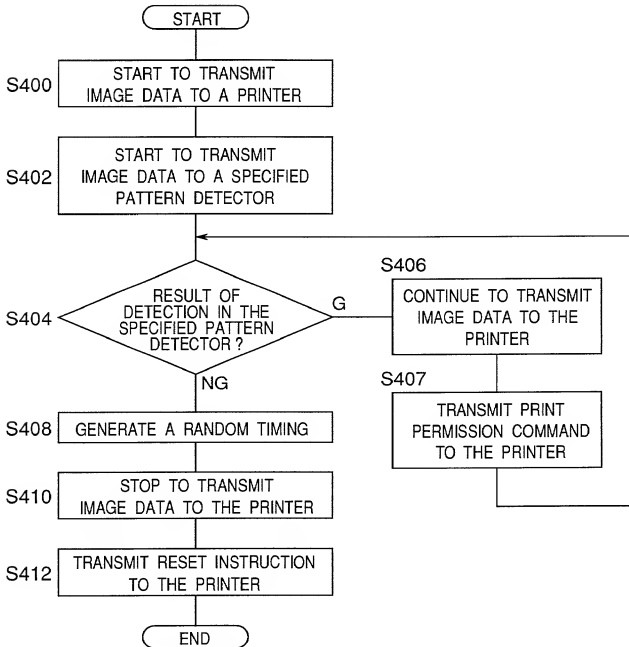 START
S400
START TO TRANSMIT
IMAGE DATA TO A PRINTER
S402
START TO TRANSMIT
IMAGE DATA TO A SPECIFIED
PATTERN DETECTOR
S404
RESULT OF
DETECTION IN THE
SPECIFIED PATTERN
DETECTOR ?
G
NG
S406
CONTINUE TO TRANSMIT
IMAGE DATA TO THE
PRINTER
S407
TRANSMIT PRINT
PERMISSION COMMAND
TO THE PRINTER
S408
GENERATE A RANDOM TIMING
S410
STOP TO TRANSMIT
IMAGE DATA TO THE PRINTER
S412
TRANSMIT RESET INSTRUCTION
TO THE PRINTER
END